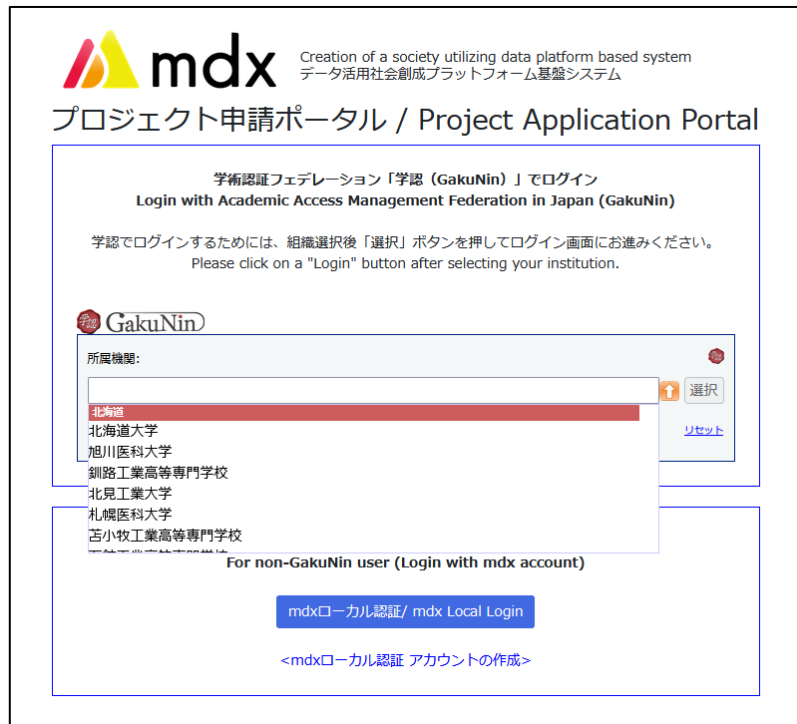 mdx
Creation of a society utilizing data platform based system
データ活用社会創成プラットフォーム基盤システム
プロジェクト申請ポータル / Project Application Portal
学術認証フェデレーション「学認（GakuNin）」でログイン
Login with Academic Access Management Federation in Japan (GakuNin)
学認でログインするためには、組織選択後「選択」ボタンを押してログイン画面にお進みください。
Please click on a "Login" button after selecting your institution.
学認 GakuNin
所属機関:
選択
北海道
北海道大学
リセット
旭川医科大学
釧路工業高等専門学校
北見工業大学
札幌医科大学
苫小牧工業高等専門学校
For non-GakuNin user (Login with mdx account)
mdxローカル認証/ mdx Local Login
<mdxローカル認証 アカウントの作成>